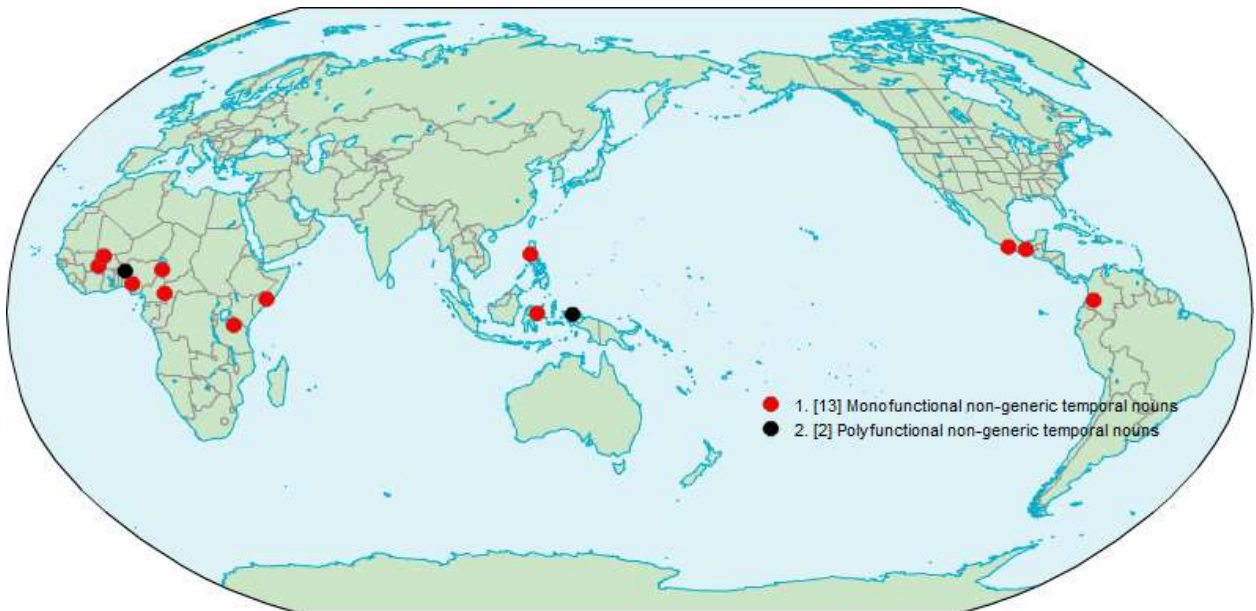 1. [13] Monofunctional non-generic temporal nouns
2. [2] Polyfunctional non-generic temporal nouns